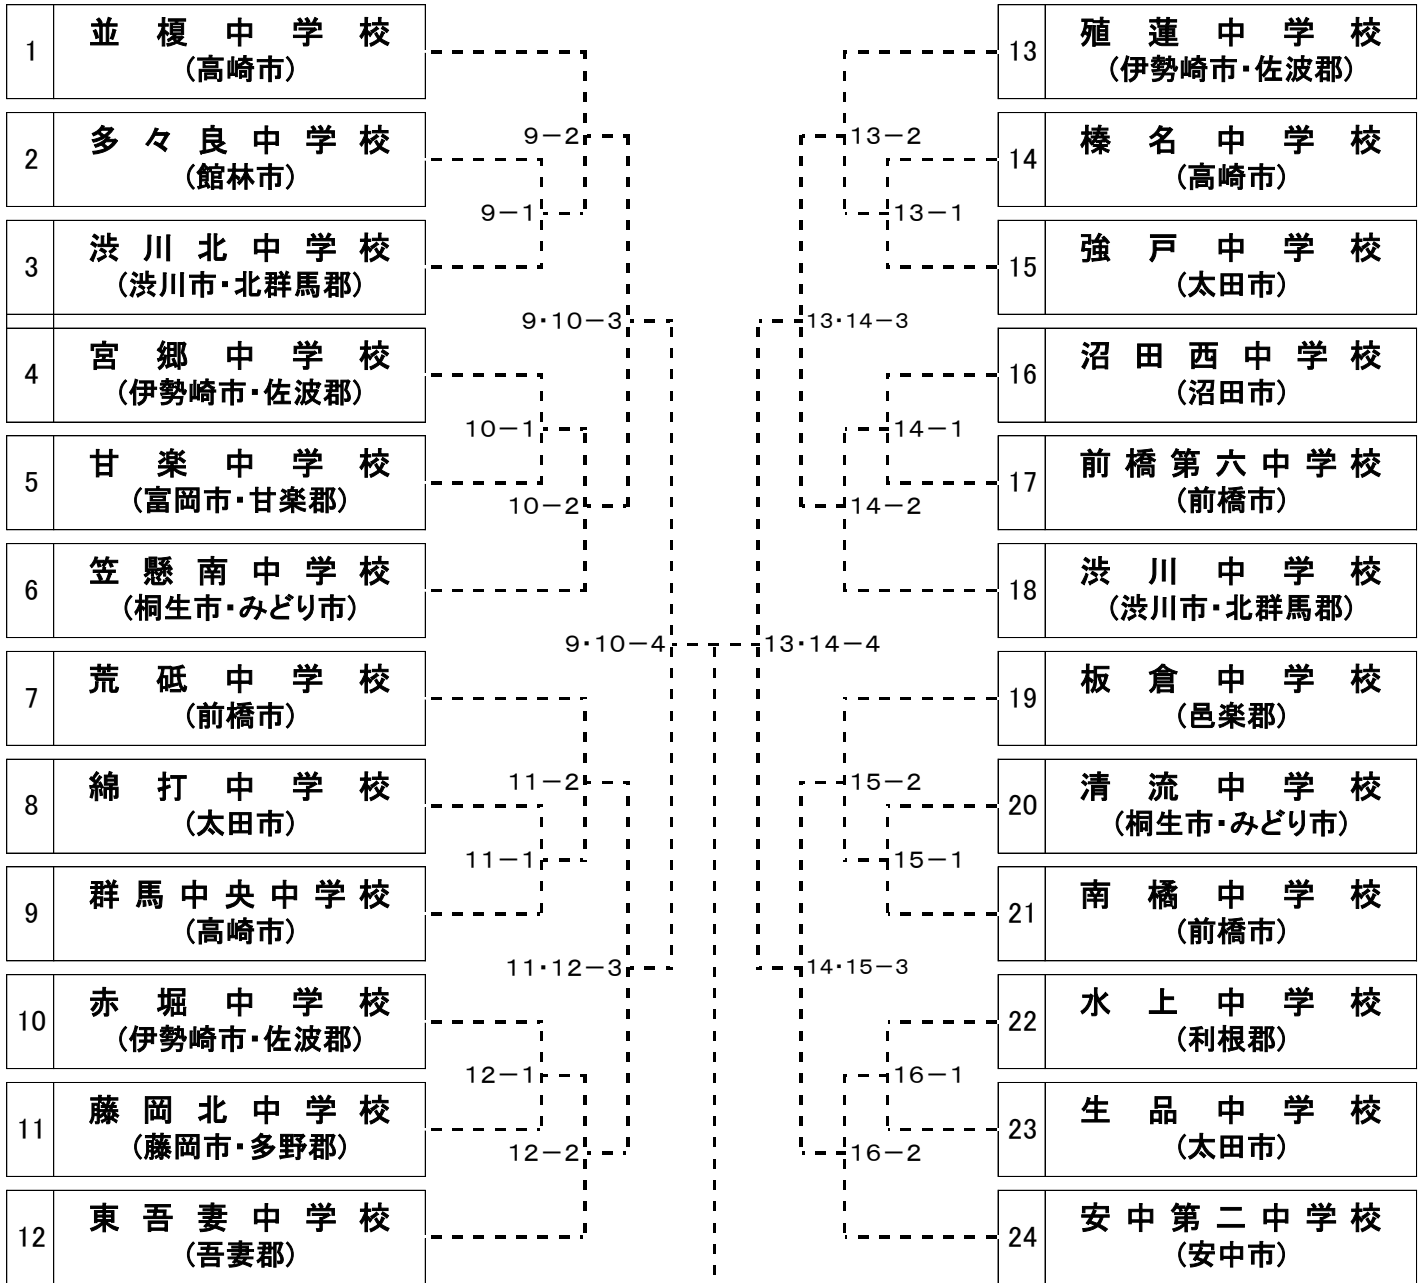 1
並榎中学校
(高崎市)
2
多々良中学校
(館林市)
3
渋川北中学校
(渋川市・北群馬郡)
4
宮郷中学校
(伊勢崎市・佐波郡)
5
甘楽中学校
(富岡市・甘楽郡)
6
笠懸南中学校
(桐生市・みどり市)
7
荒砥中学校
(前橋市)
8
綿打中学校
(太田市)
9
群馬中央中学校
(高崎市)
10
赤堀中学校
(伊勢崎市・佐波郡)
11
藤岡北中学校
(藤岡市・多野郡)
12
東吾妻中学校
(吾妻郡)
9-2
9-1
9・10-3
10-1
10-2
9・10-4
11-2
11-1
11・12-3
12-1
12-2
13-2
13-1
13・14-3
14-1
14-2
13・14-4
15-2
15-1
14・15-3
16-1
16-2
13
殖蓮中学校
(伊勢崎市・佐波郡)
14
榛名中学校
(高崎市)
15
強戸中学校
(太田市)
16
沼田西中学校
(沼田市)
17
前橋第六中学校
(前橋市)
18
渋川中学校
(渋川市・北群馬郡)
19
板倉中学校
(邑楽郡)
20
清流中学校
(桐生市・みどり市)
21
南橘中学校
(前橋市)
22
水上中学校
(利根郡)
23
生品中学校
(太田市)
24
安中第二中学校
(安中市)